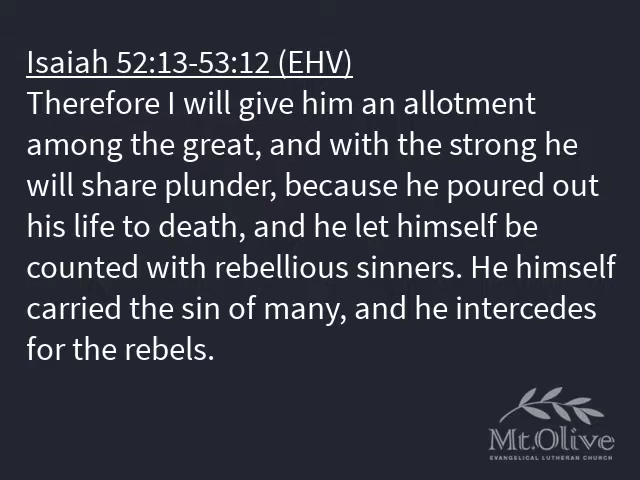 Isaiah 52:13-53:12 (EHV)
Therefore I will give him an allotment
among the great, and with the strong he
will share plunder, because he poured out
his life to death, and he let himself be
counted with rebellious sinners. He himself
carried the sin of many, and he intercedes
for the rebels.
Mt.Olive
EVANGELICAL LUTHERAN CHURCH